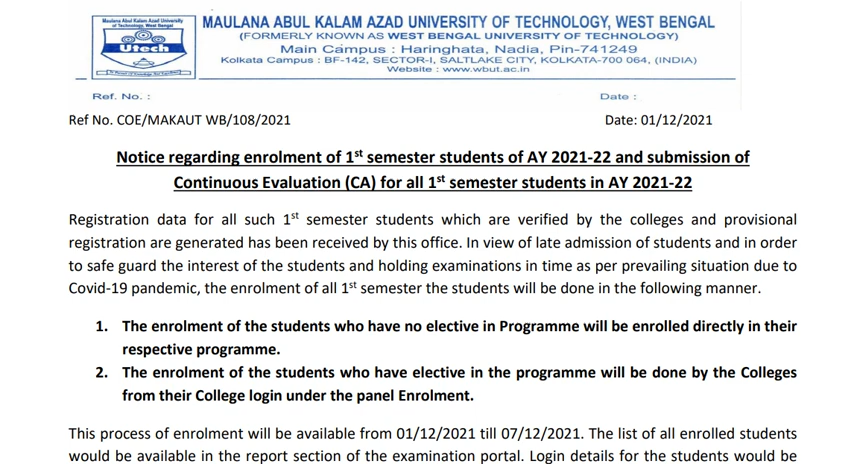 Maulana Abul Kalam Azad University
of Technology, West Bengal
Utech
MAULANA ABUL KALAM AZAD UNIVERSITY OF TECHNOLOGY, WEST BENGAL
(FORMERLY KNOWN AS WEST BENGAL UNIVERSITY OF TECHNOLOGY)
Main Campus : Haringhata, Nadia, Pin-741249
Kolkata Campus : BF-142, SECTOR-I, SALTLAKE CITY, KOLKATA-700 064, (INDIA)
Website : www.wbut.ac.in
Ref. No. : Date :
Ref No. COE/MAKAUT WB/108/2021 Date: 01/12/2021
Notice regarding enrolment of 1st semester students of AY 2021-22 and submission of
Continuous Evaluation (CA) for all 1st semester students in AY 2021-22
Registration data for all such 1st semester students which are verified by the colleges and provisional
registration are generated has been received by this office. In view of late admission of students and in order
to safe guard the interest of the students and holding examinations in time as per prevailing situation due to
Covid-19 pandemic, the enrolment of all 1st semester the students will be done in the following manner.
1. The enrolment of the students who have no elective in Programme will be enrolled directly in their
respective programme.
2. The enrolment of the students who have elective in the programme will be done by the Colleges
from their College login under the panel Enrolment.
This process of enrolment will be available from 01/12/2021 till 07/12/2021. The list of all enrolled students
would be available in the report section of the examination portal. Login details for the students would be